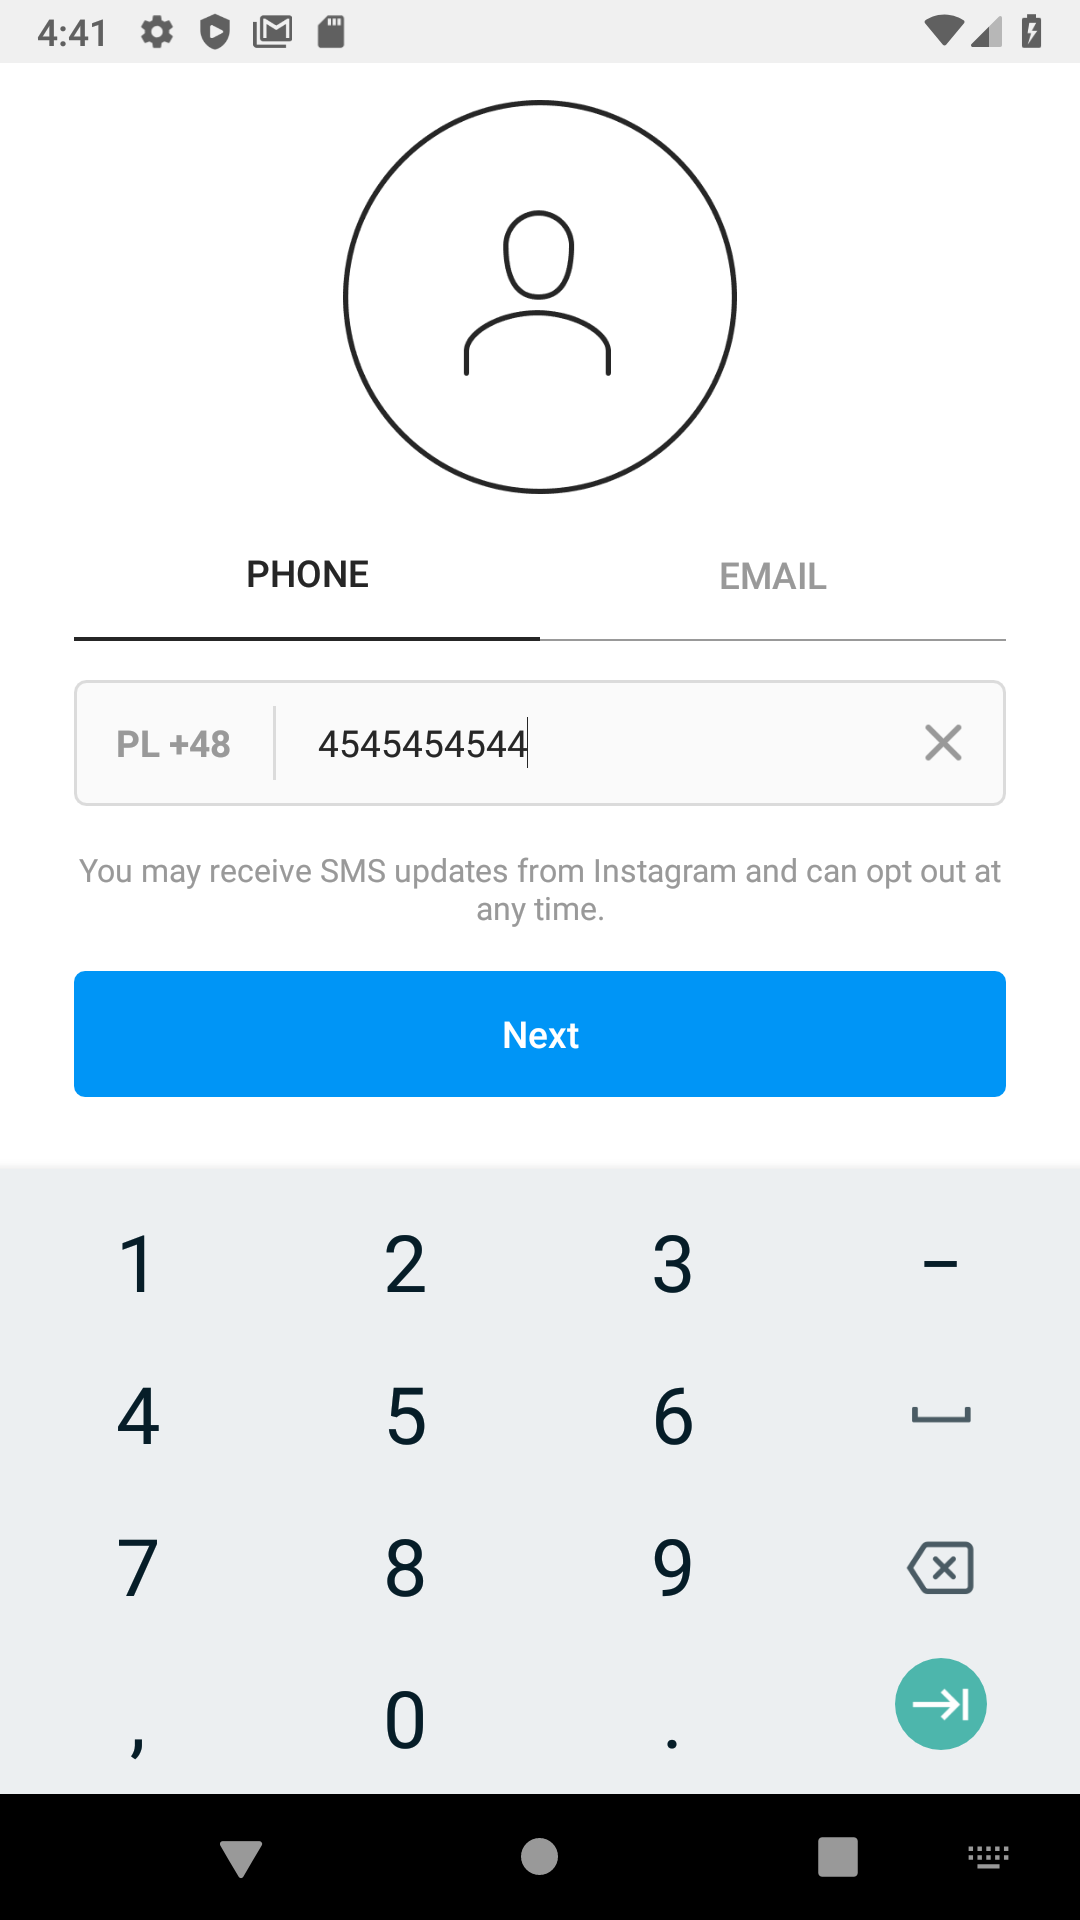 4:41
PHONE
EMAIL
PL +48
4545454544
You may receive SMS updates from Instagram and can opt out at
any time.
Next
1 2 3 –
4 5 6
7 8 9
, 0 .